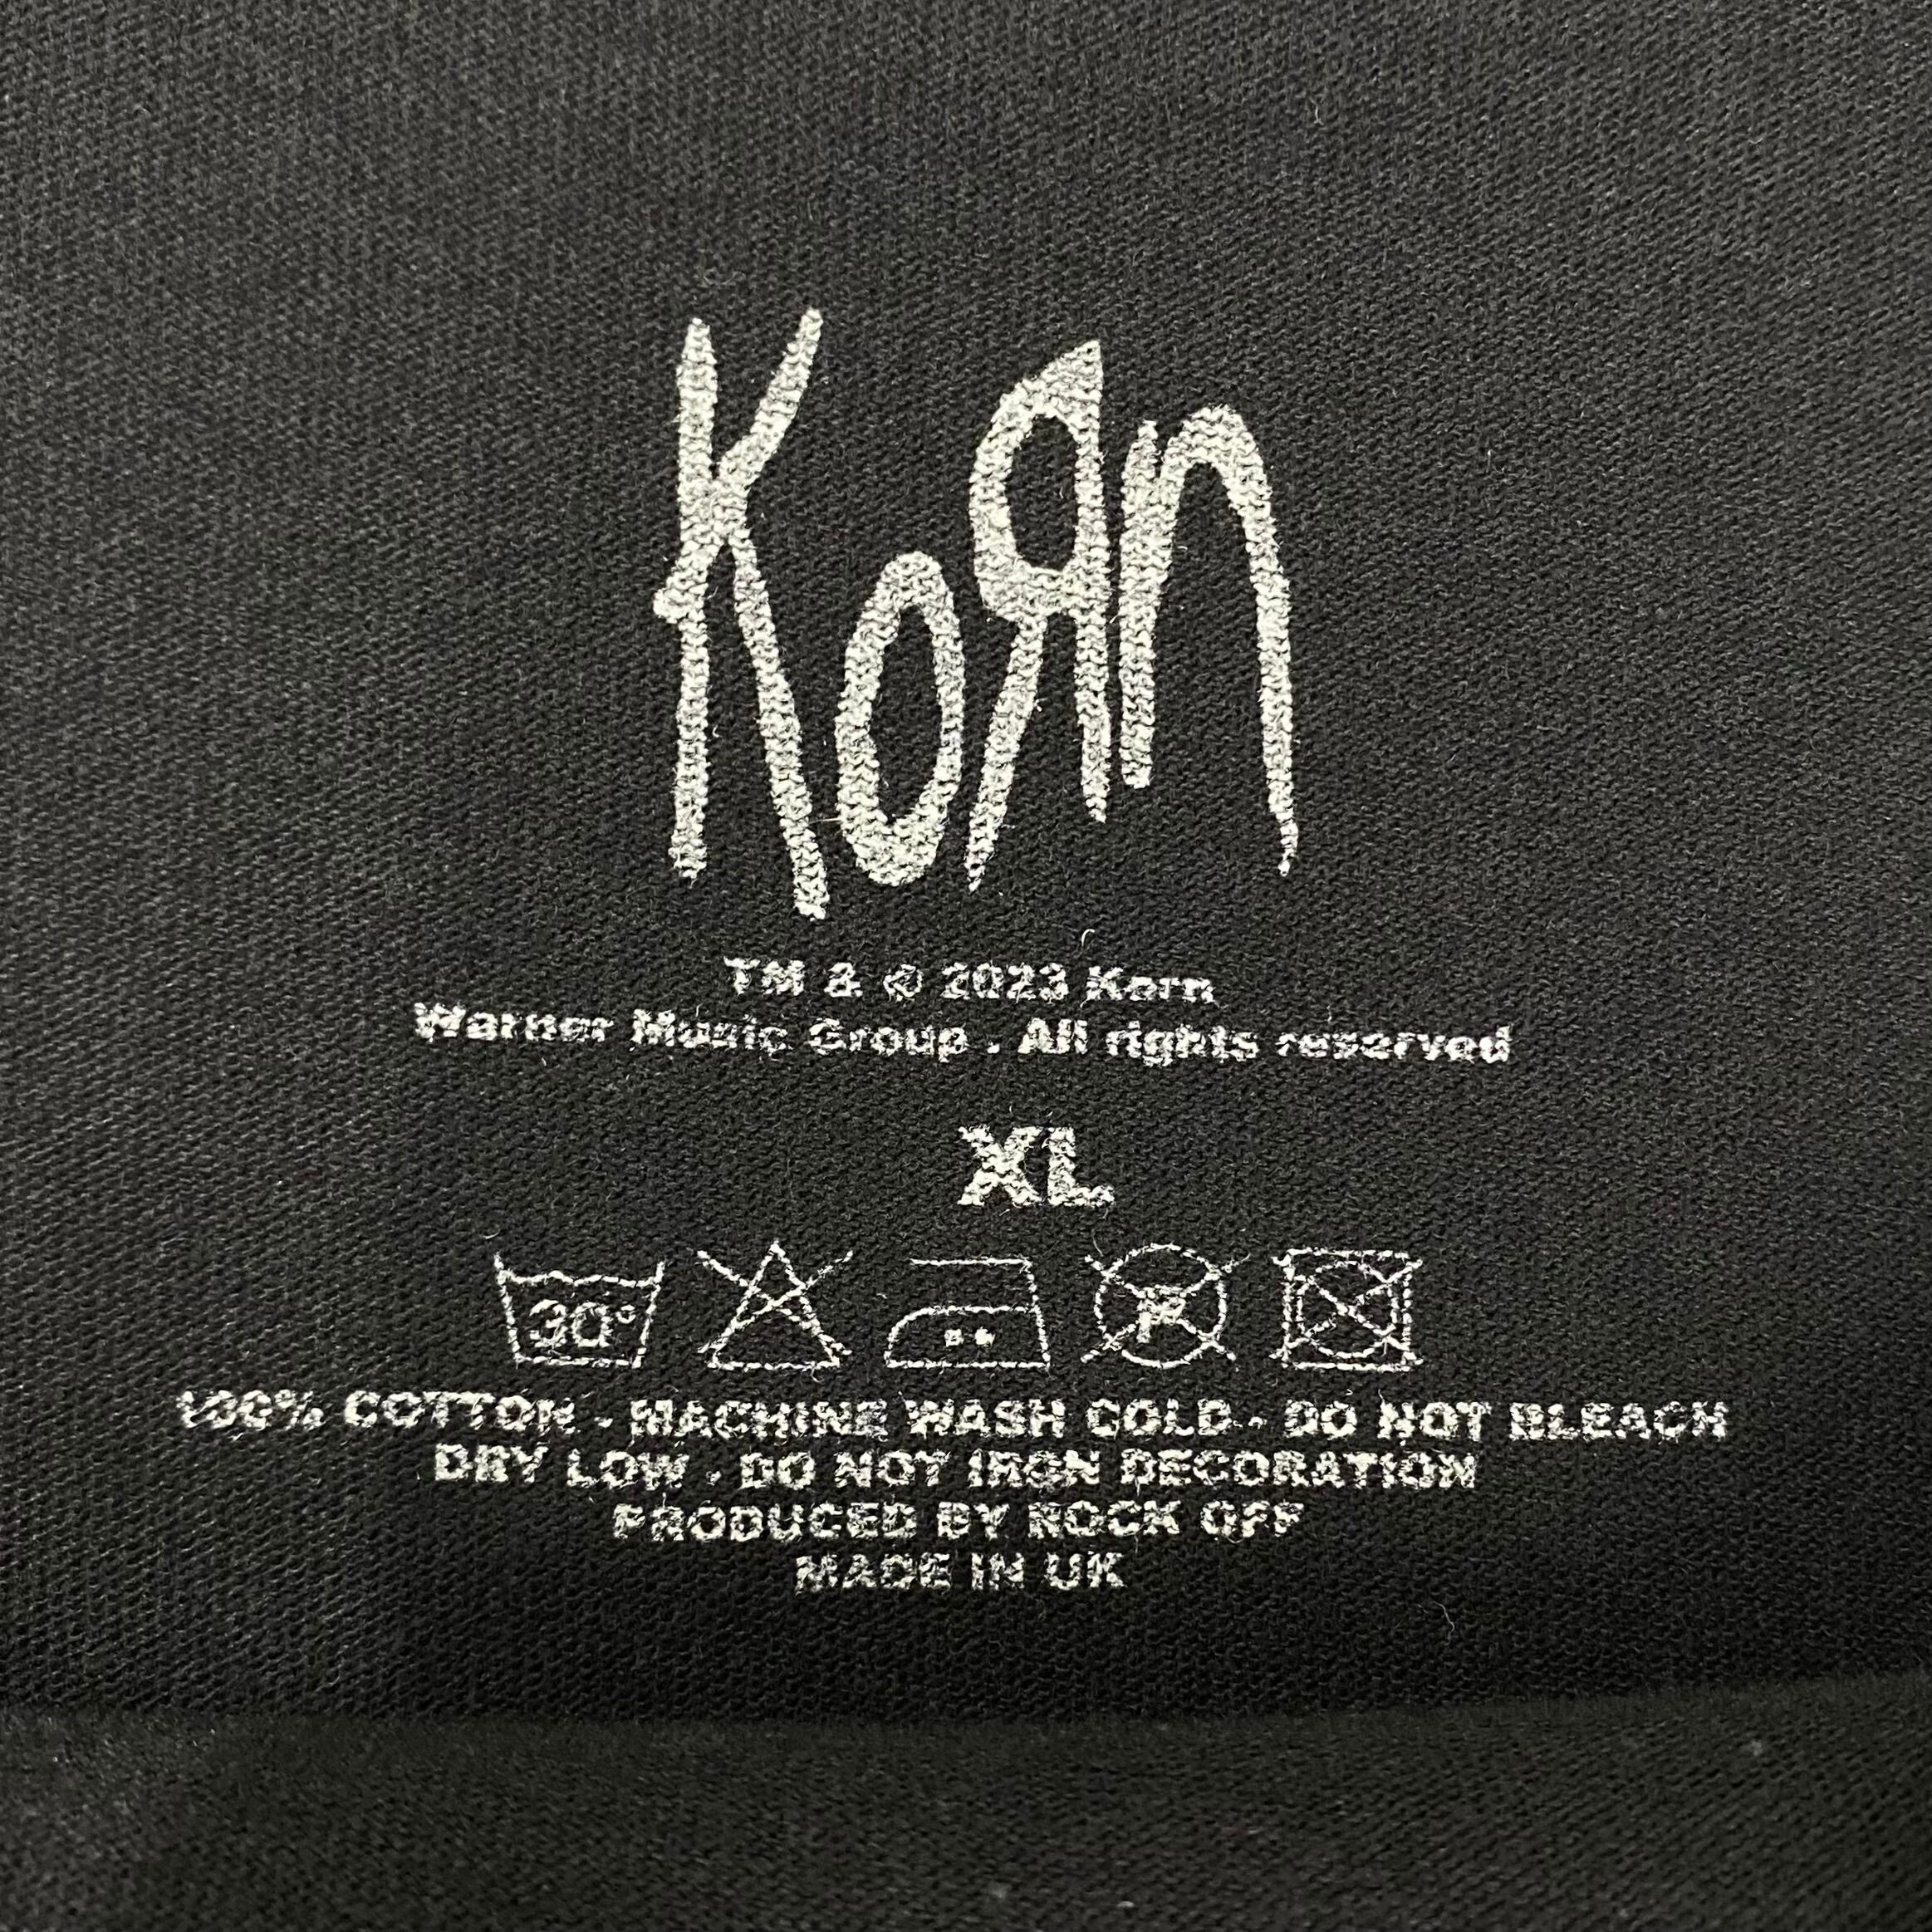 KoЯn
TM & © 2023 Korn
Warner Music Group . All rights reserved
XL
30° P
100% COTTON - MACHINE WASH COLD - DO NOT BLEACH
DRY LOW - DO NOT IRON DECORATION
PRODUCED BY ROCK OFF
MADE IN UK